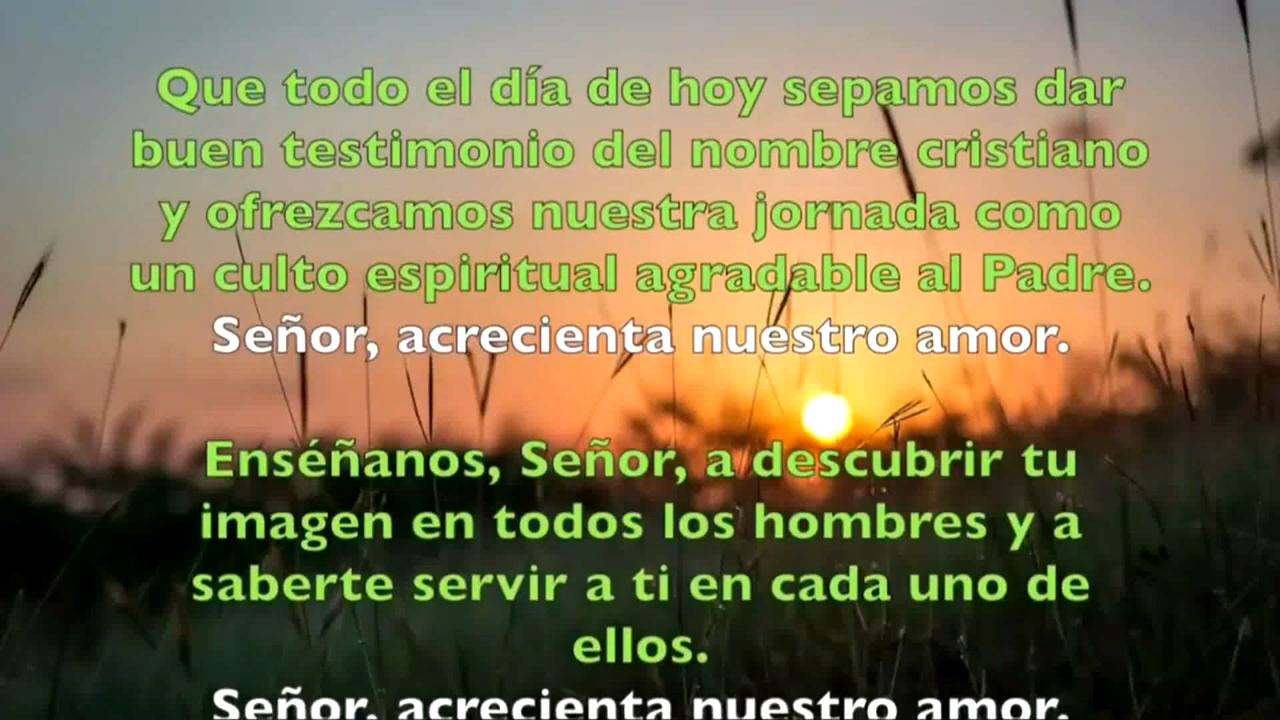 Que todo el día de hoy sepamos dar
buen testimonio del nombre cristiano
y ofrezcamos nuestra jornada como
un culto espiritual agradable al Padre.
Señor, acrecienta nuestro amor.
Enséñanos, Señor, a descubrir tu
imagen en todos los hombres y a
saberte servir a ti en cada uno de
ellos.
Señor, acrecienta nuestro amor.